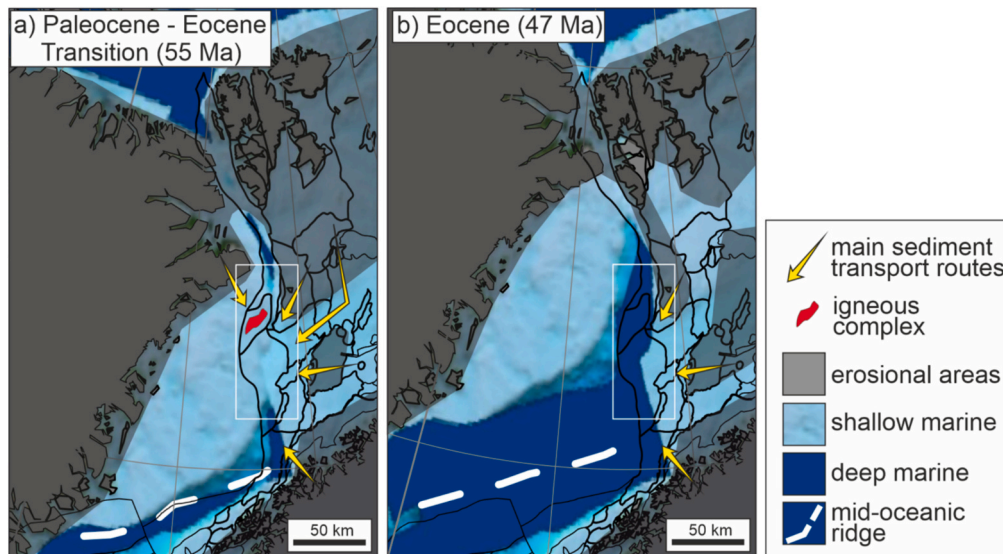 a) Paleocene - Eocene
Transition (55 Ma)
50 km
b) Eocene (47 Ma)
50 km
main sediment
transport routes
igneous
complex
erosional areas
shallow marine
deep marine
mid-oceanic
ridge